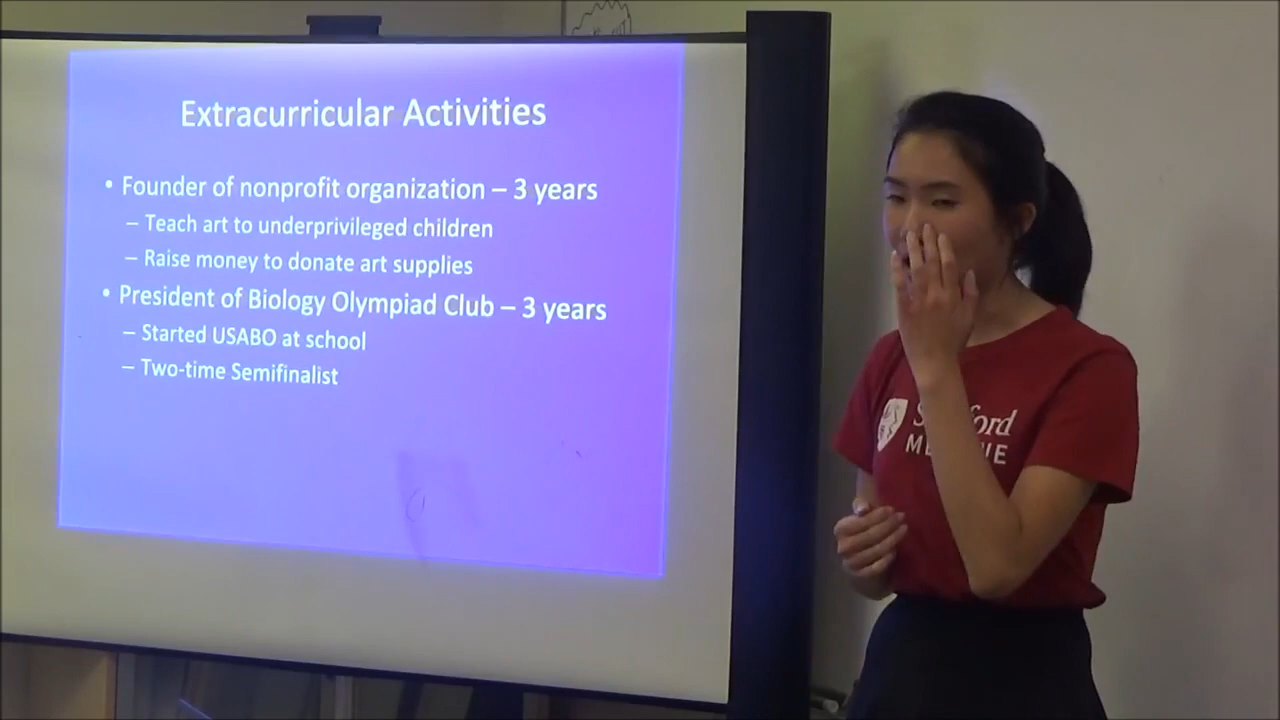 Extracurricular Activities
• Founder of nonprofit organization – 3 years
– Teach art to underprivileged children
– Raise money to donate art supplies
• President of Biology Olympiad Club – 3 years
– Started USABO at school
– Two-time Semifinalist